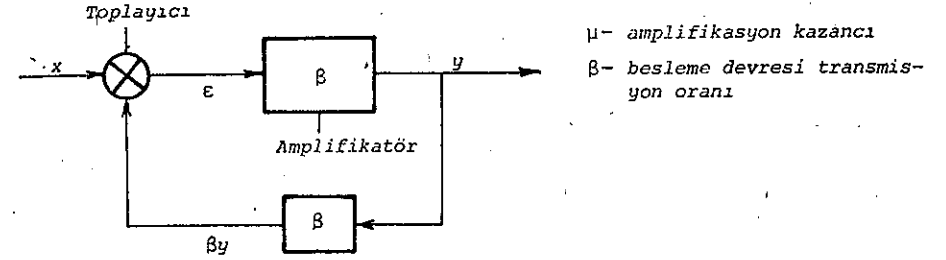 Toplayıcı
μ- amplifikasyon kazancı
x
ε
β
y
β- besleme devresi transmis-
yon oranı
Amplifikatör
β
βy